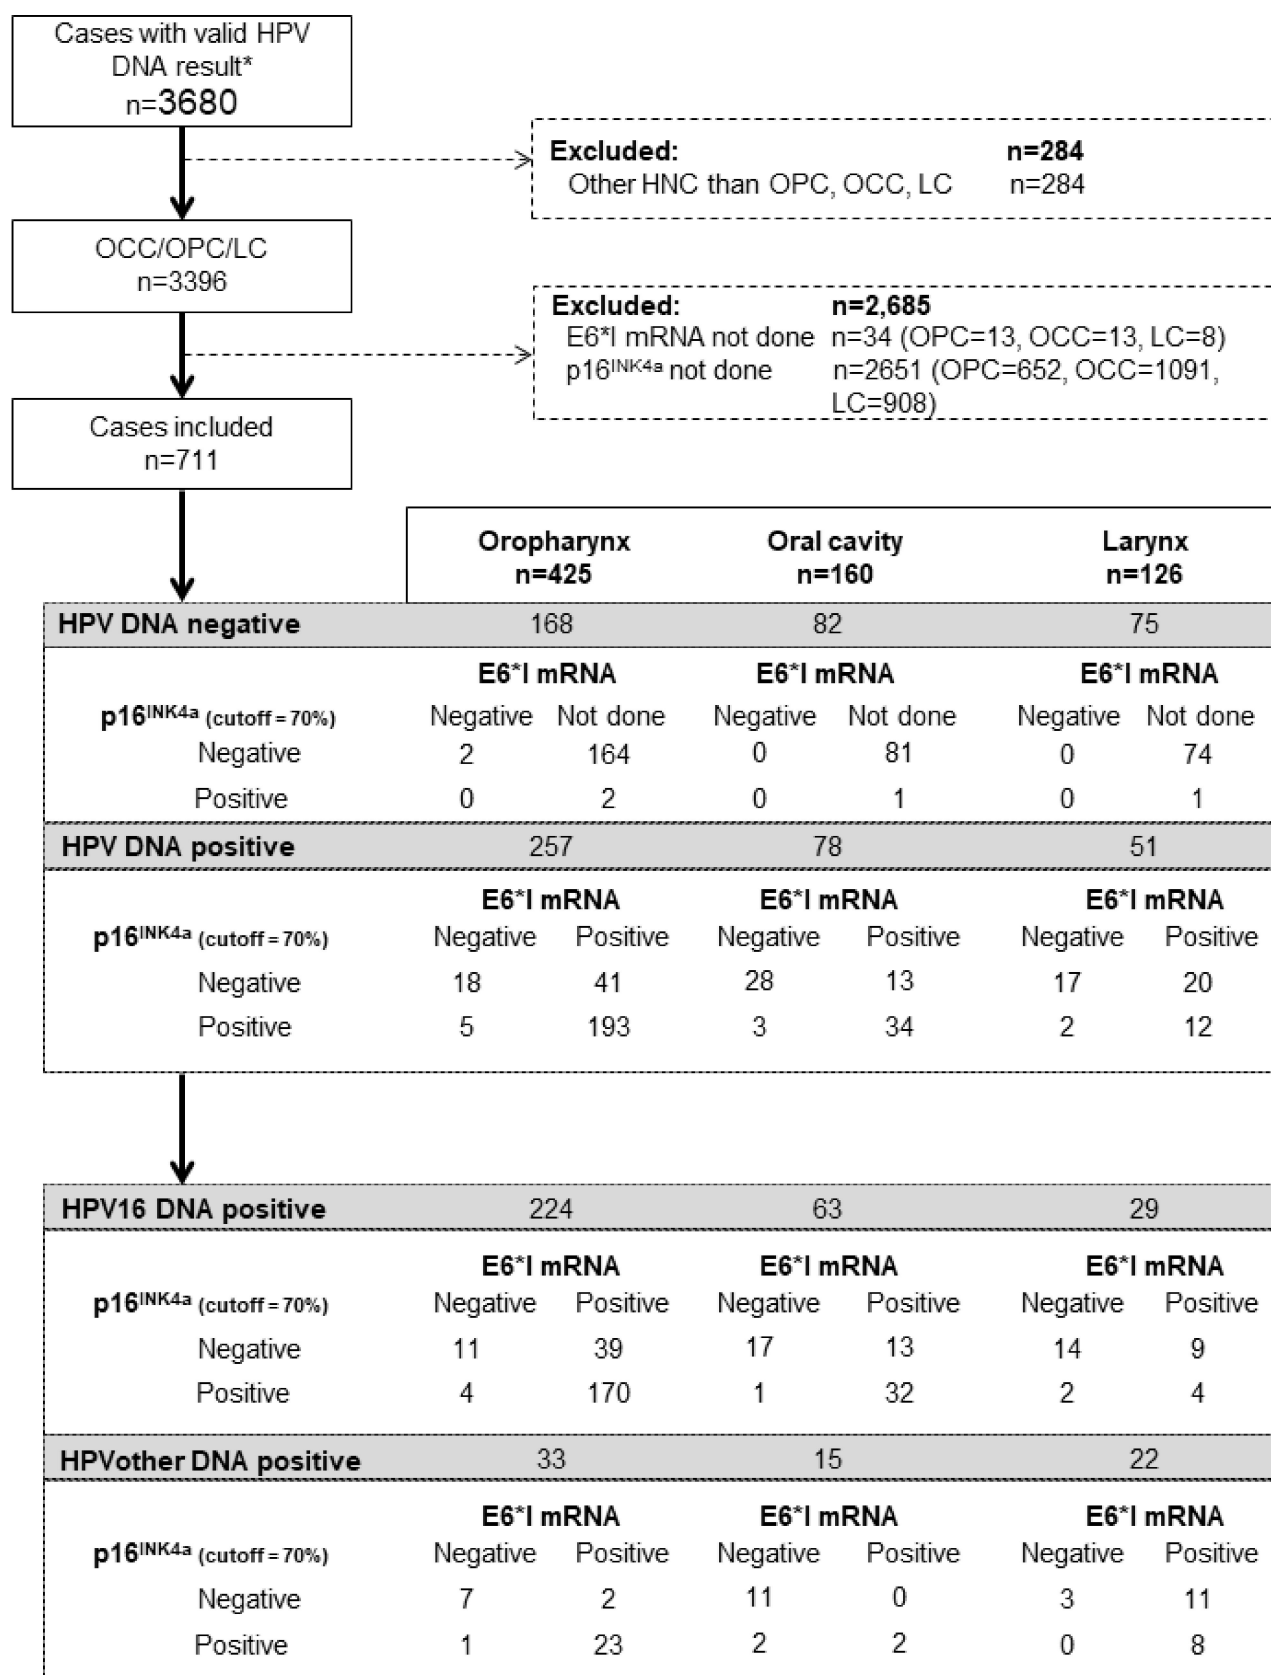 Cases with valid HPV
DNA result*
n=3680
Excluded: n=284
Other HNC than OPC, OCC, LC n=284
OCC/OPC/LC
n=3396
Excluded: n=2,685
E6*I mRNA not done n=34 (OPC=13, OCC=13, LC=8)
p16INK4a not done n=2651 (OPC=652, OCC=1091,
LC=908)
Cases included
n=711
Oropharynx Oral cavity Larynx
n=425 n=160 n=126
HPV DNA negative 168 82 75
E6*I mRNA E6*I mRNA E6*I mRNA
p16INK4a (cutoff = 70%) Negative Not done Negative Not done Negative Not done
Negative 2 164 0 81 0 74
Positive 0 2 0 1 0 1
HPV DNA positive 257 78 51
E6*I mRNA E6*I mRNA E6*I mRNA
p16INK4a (cutoff = 70%) Negative Positive Negative Positive Negative Positive
Negative 18 41 28 13 17 20
Positive 5 193 3 34 2 12
HPV16 DNA positive 224 63 29
E6*I mRNA E6*I mRNA E6*I mRNA
p16INK4a (cutoff = 70%) Negative Positive Negative Positive Negative Positive
Negative 11 39 17 13 14 9
Positive 4 170 1 32 2 4
HPVother DNA positive 33 15 22
E6*I mRNA E6*I mRNA E6*I mRNA
p16INK4a (cutoff = 70%) Negative Positive Negative Positive Negative Positive
Negative 7 2 11 0 3 11
Positive 1 23 2 2 0 8